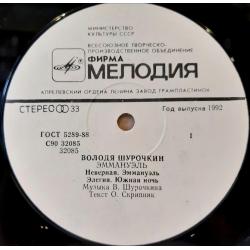 МИНИСТЕРСТВО
КУЛЬТУРЫ СССР
ВСЕСОЮЗНОЕ ТВОРЧЕСКО-
ПРОИЗВОДСТВЕННОЕ ОБЪЕДИНЕНИЕ
ФИРМА
МЕЛОДИЯ
АПРЕЛЕВСКИЙ ОРДЕНА ЛЕНИНА ЗАВОД ГРАМПЛАСТИНОК
СТЕРЕО 33
Год выпуска 1992
ГОСТ 5289-88
С90 32085
32085
1
ВОЛОДЯ ШУРОЧКИН
ЭММАНУЭЛЬ
Неверная. Эммануэль
Элегия. Южная ночь
Музыка В. Шурочкина
Текст О. Скрипник